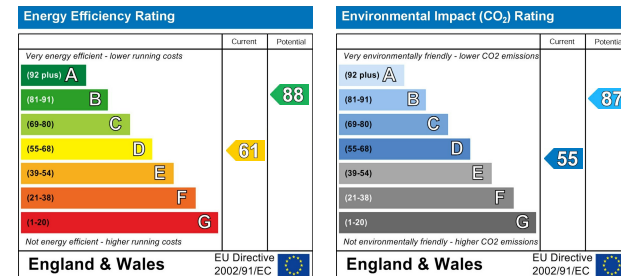 Energy Efficiency Rating
Current Potential
Very energy efficient - lower running costs
(92 plus) A
(81-91) B
88
(69-80) C
(55-68) D
61
(39-54) E
(21-38) F
(1-20) G
Not energy efficient - higher running costs
England & Wales
EU Directive
2002/91/EC
Environmental Impact (CO2) Rating
Current Potential
Very environmentally friendly - lower CO2 emissions
(92 plus) A
(81-91) B
87
(69-80) C
(55-68) D
55
(39-54) E
(21-38) F
(1-20) G
Not environmentally friendly - higher CO2 emissions
England & Wales
EU Directive
2002/91/EC